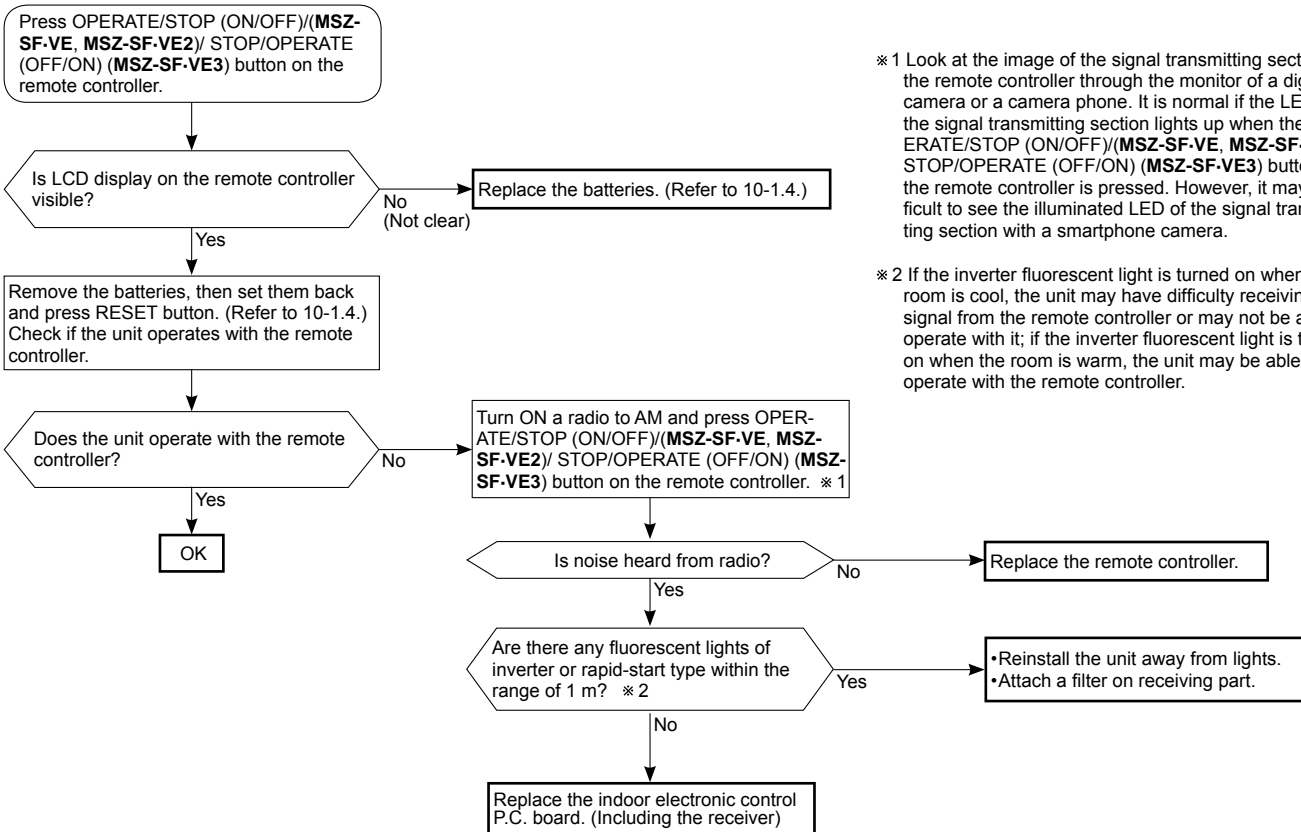 Press OPERATE/STOP (ON/OFF)/(MSZ-
SF·VE, MSZ-SF·VE2)/ STOP/OPERATE
(OFF/ON) (MSZ-SF·VE3) button on the
remote controller.
Is LCD display on the remote controller
visible?
No
(Not clear)
Replace the batteries. (Refer to 10-1.4.)
Yes
Remove the batteries, then set them back
and press RESET button. (Refer to 10-1.4.)
Check if the unit operates with the remote
controller.
Does the unit operate with the remote
controller?
No
Yes
OK
Turn ON a radio to AM and press OPER-
ATE/STOP (ON/OFF)/(MSZ-SF·VE, MSZ-
SF·VE2)/ STOP/OPERATE (OFF/ON) (MSZ-
SF·VE3) button on the remote controller. ※1
Is noise heard from radio?
No
Replace the remote controller.
Yes
Are there any fluorescent lights of
inverter or rapid-start type within the
range of 1 m? ※2
Yes
•Reinstall the unit away from lights.
•Attach a filter on receiving part.
No
Replace the indoor electronic control
P.C. board. (Including the receiver)
※1 Look at the image of the signal transmitting sect
the remote controller through the monitor of a dig
camera or a camera phone. It is normal if the LE
the signal transmitting section lights up when the
ERATE/STOP (ON/OFF)/(MSZ-SF·VE, MSZ-SF·
STOP/OPERATE (OFF/ON) (MSZ-SF·VE3) butto
the remote controller is pressed. However, it may
ficult to see the illuminated LED of the signal tran
ting section with a smartphone camera.
※2 If the inverter fluorescent light is turned on when
room is cool, the unit may have difficulty receivin
signal from the remote controller or may not be a
operate with it; if the inverter fluorescent light is t
on when the room is warm, the unit may be able
operate with the remote controller.